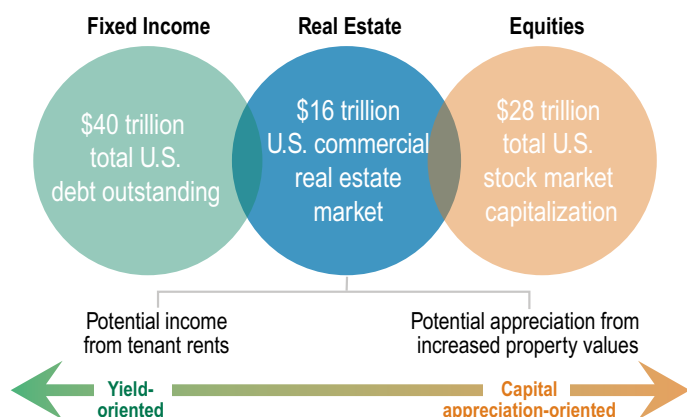 Fixed Income
Real Estate
Equities
$40 trillion
total U.S.
debt outstanding
$16 trillion
U.S. commercial
real estate
market
$28 trillion
total U.S.
stock market
capitalization
Potential income
from tenant rents
Potential appreciation from
increased property values
Yield-
oriented
Capital
appreciation-oriented